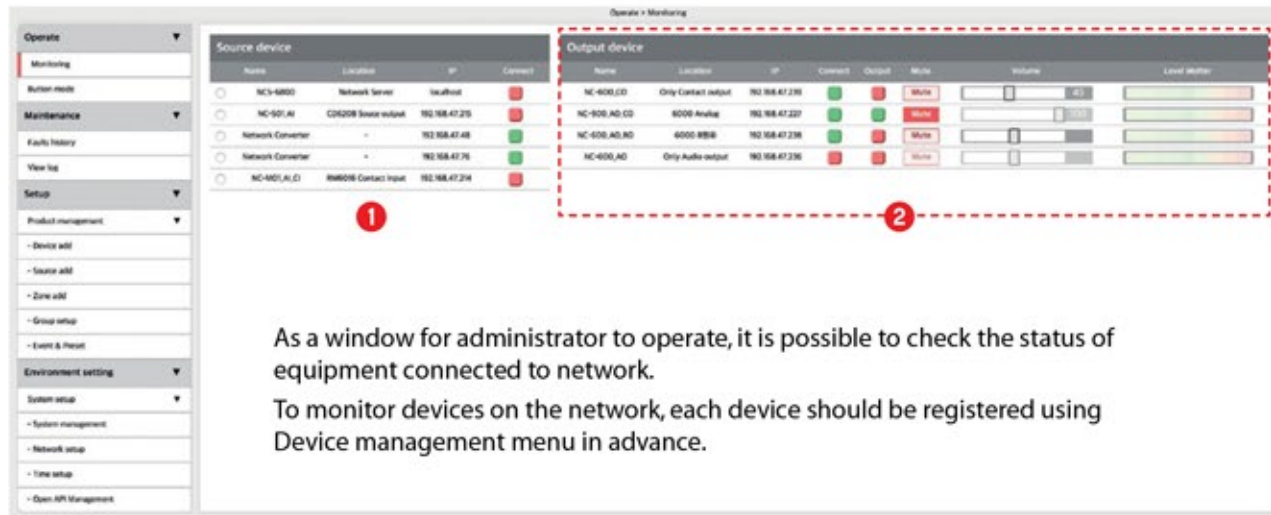 Operate > Monitoring
Operate ▼
Monitoring
Button mode
Maintenance ▼
Faults history
View log
Setup ▼
Product management ▼
- Device add
- Source add
- Zone add
- Group setup
- Event & Preset
Environment setting ▼
System setup ▼
- System management
- Network setup
- Time setup
- Open API Management
Source device
Name Location IP Connect
NCS-6800 Network Server localhost
NC-S01,AI CD6208 Souce output 192.168.47.215
Network Converter - 192.168.47.48
Network Converter - 192.168.47.76
NC-M01,AI,CI RM6016 Contact input 192.168.47.214
1
Output device
Name Location IP Connect Output Mute Volume Level Motter
NC-600,CO Only Contact output Mute 45
NC-900,AO,CO 6000 Analog 192.168.47.227 Mute 100
NC-600,AO,RO 6000 192.168.47.238 Mute
NC-600,AO Only Audio output 192.168.47.236 Mute
2
As a window for administrator to operate, it is possible to check the status of
equipment connected to network.
To monitor devices on the network, each device should be registered using
Device management menu in advance.